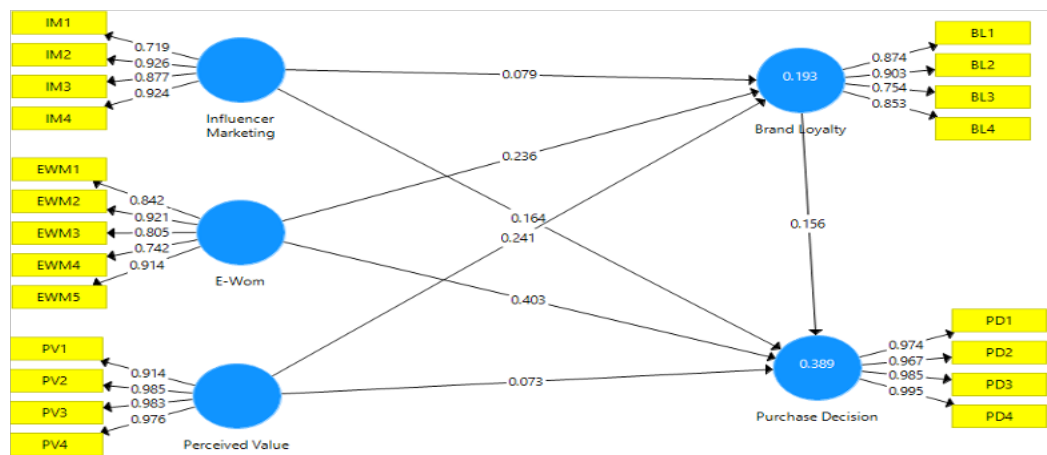 IM1
IM2
IM3
IM4
0.719
0.926
0.877
0.924
Influencer
Marketing
0.079
0.193
Brand Loyalty
0.874
0.903
0.754
0.853
BL1
BL2
BL3
BL4
EWM1
EWM2
EWM3
EWM4
EWM5
0.842
0.921
0.805
0.742
0.914
E-Wom
0.236
0.164
0.241
0.156
0.403
PV1
PV2
PV3
PV4
0.914
0.985
0.983
0.976
Perceived Value
0.073
0.389
Purchase Decision
0.974
0.967
0.985
0.995
PD1
PD2
PD3
PD4